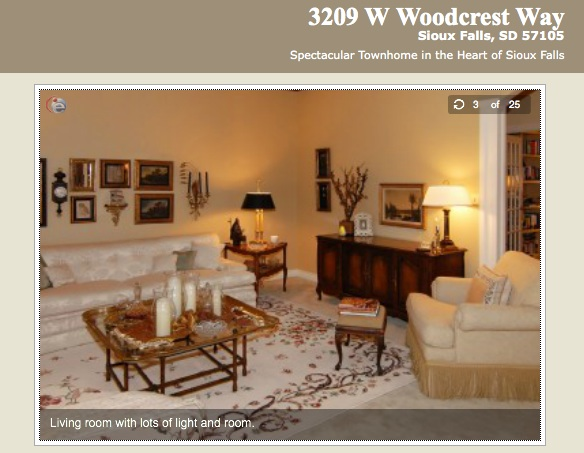 3209 W Woodcrest Way
Sioux Falls, SD 57105
Spectacular Townhome in the Heart of Sioux Falls
3 of 25
Living room with lots of light and room.